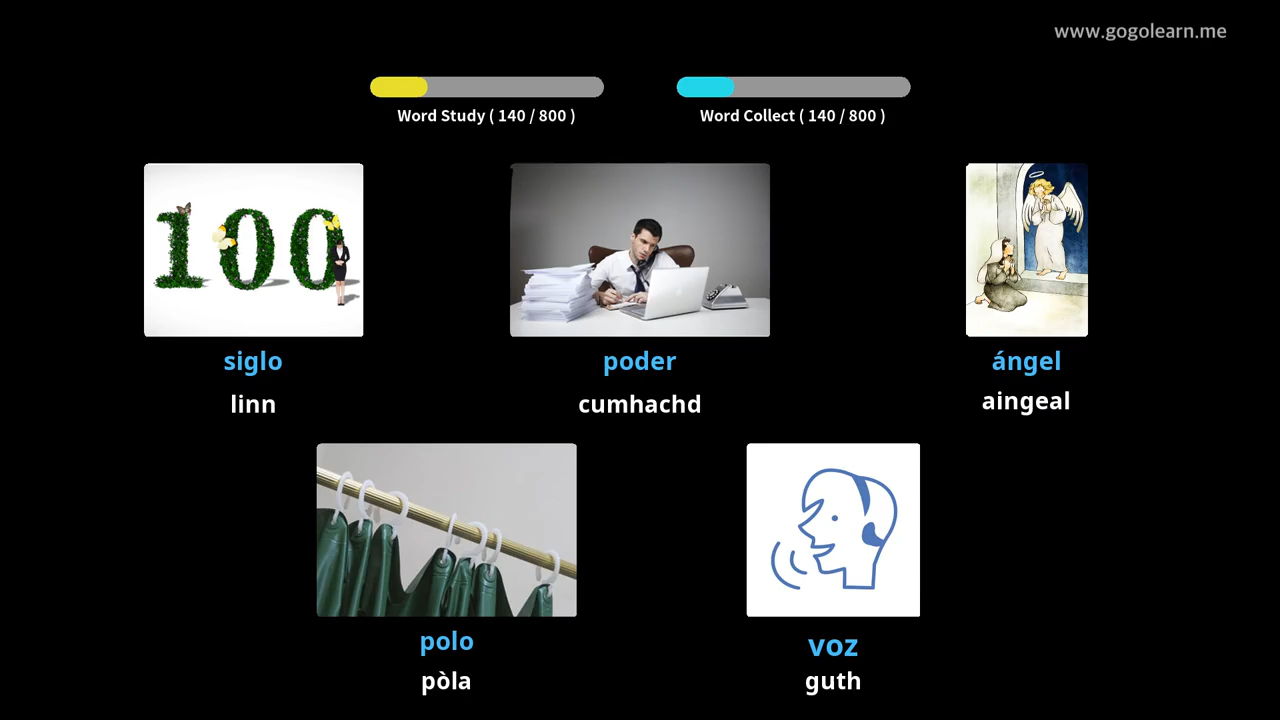 www.gogolearn.me
Word Study ( 140 / 800 )
Word Collect ( 140 / 800 )
100
siglo
linn
poder
cumhachd
ángel
aingeal
polo
pòla
voz
guth